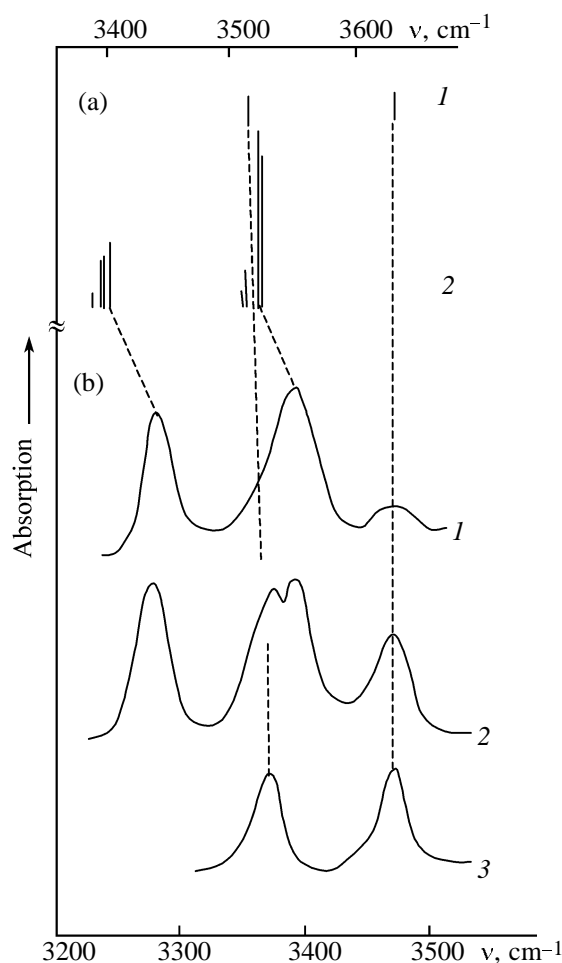 3400 3500 3600 ν, cm–1
(a) 1
2
≈
(b)
Absorption
1
2
3
3200 3300 3400 3500 ν, cm–1